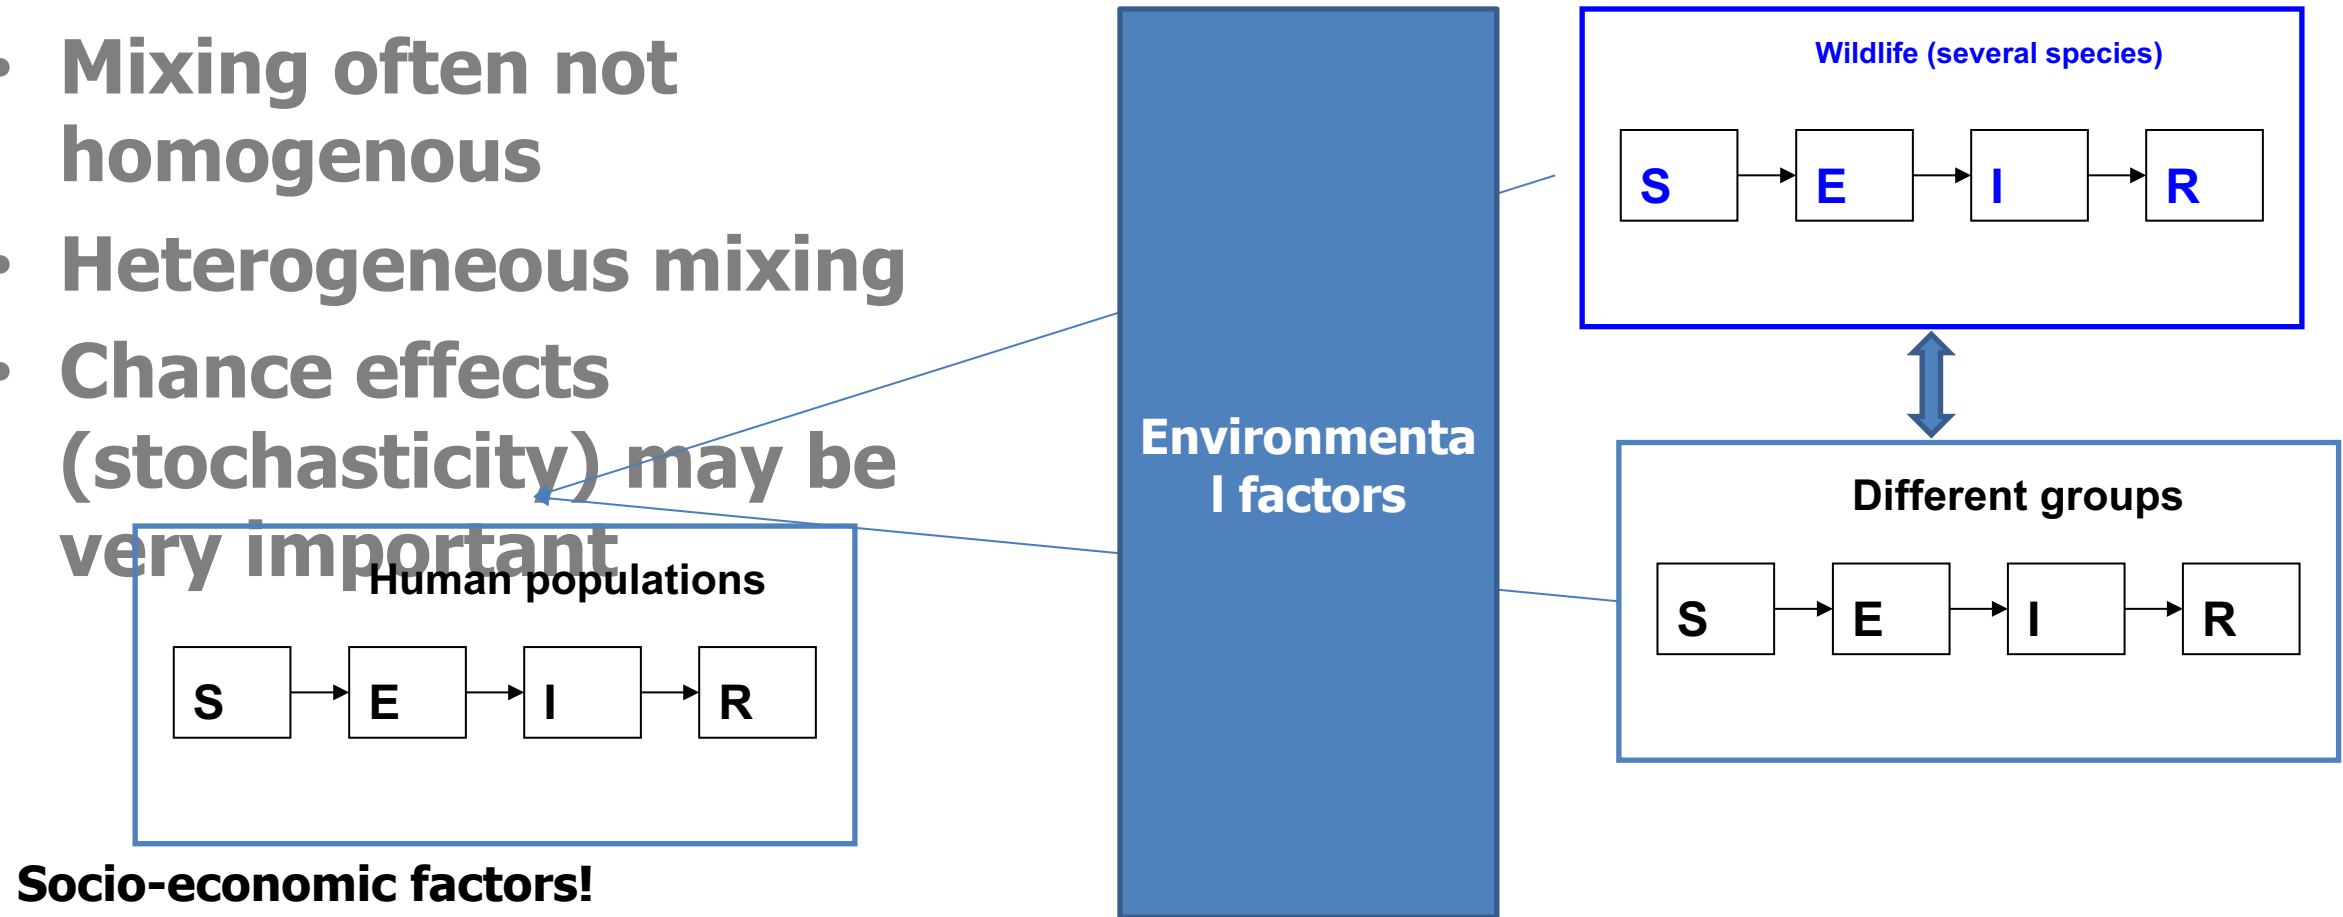 • Mixing often not
homogenous
• Heterogeneous mixing
• Chance effects
(stochasticity) may be
very important
Human populations
S E I R
Socio-economic factors!
Environmenta
l factors
Wildlife (several species)
S E I R
Different groups
S E I R